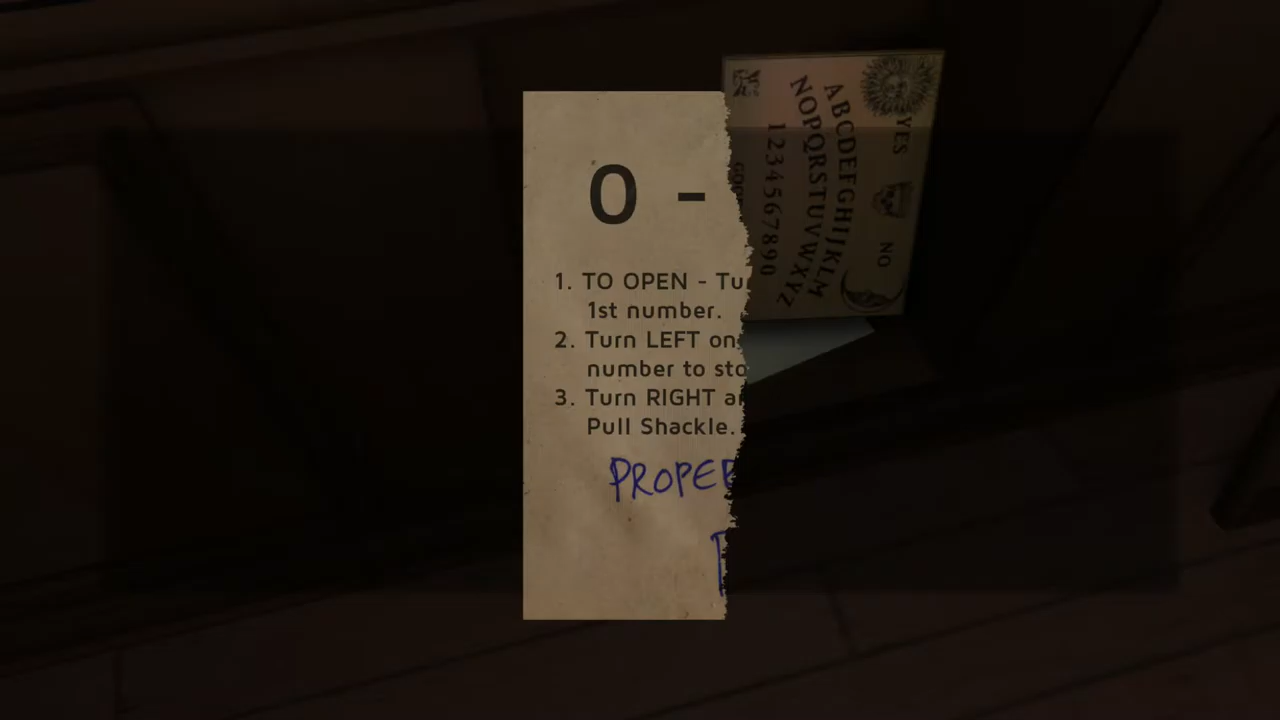 0 -
1. TO OPEN - Tu
1st number.
2. Turn LEFT on
number to sto
3. Turn RIGHT a
Pull Shackle.
PROPE
YES
NO
ABCDEFGHIJKLM
NOPQRSTUVWXYZ
1234567890